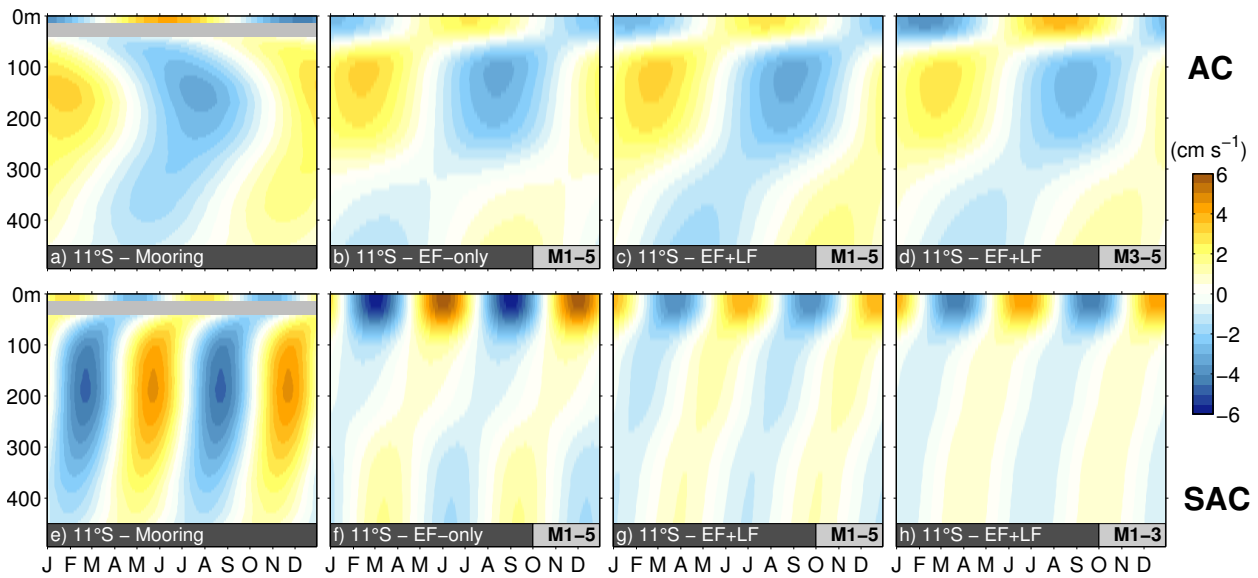 0m
100
200
300
400
a) 11°S − Mooring
b) 11°S − EF−only M1−5
c) 11°S − EF+LF M1−5
d) 11°S − EF+LF M3−5
AC
(cm s⁻¹)
6
4
2
0
−2
−4
−6
0m
100
200
300
400
e) 11°S − Mooring
f) 11°S − EF−only M1−5
g) 11°S − EF+LF M1−5
h) 11°S − EF+LF M1−3
SAC
J F M A M J J A S O N D
J F M A M J J A S O N D
J F M A M J J A S O N D
J F M A M J J A S O N D